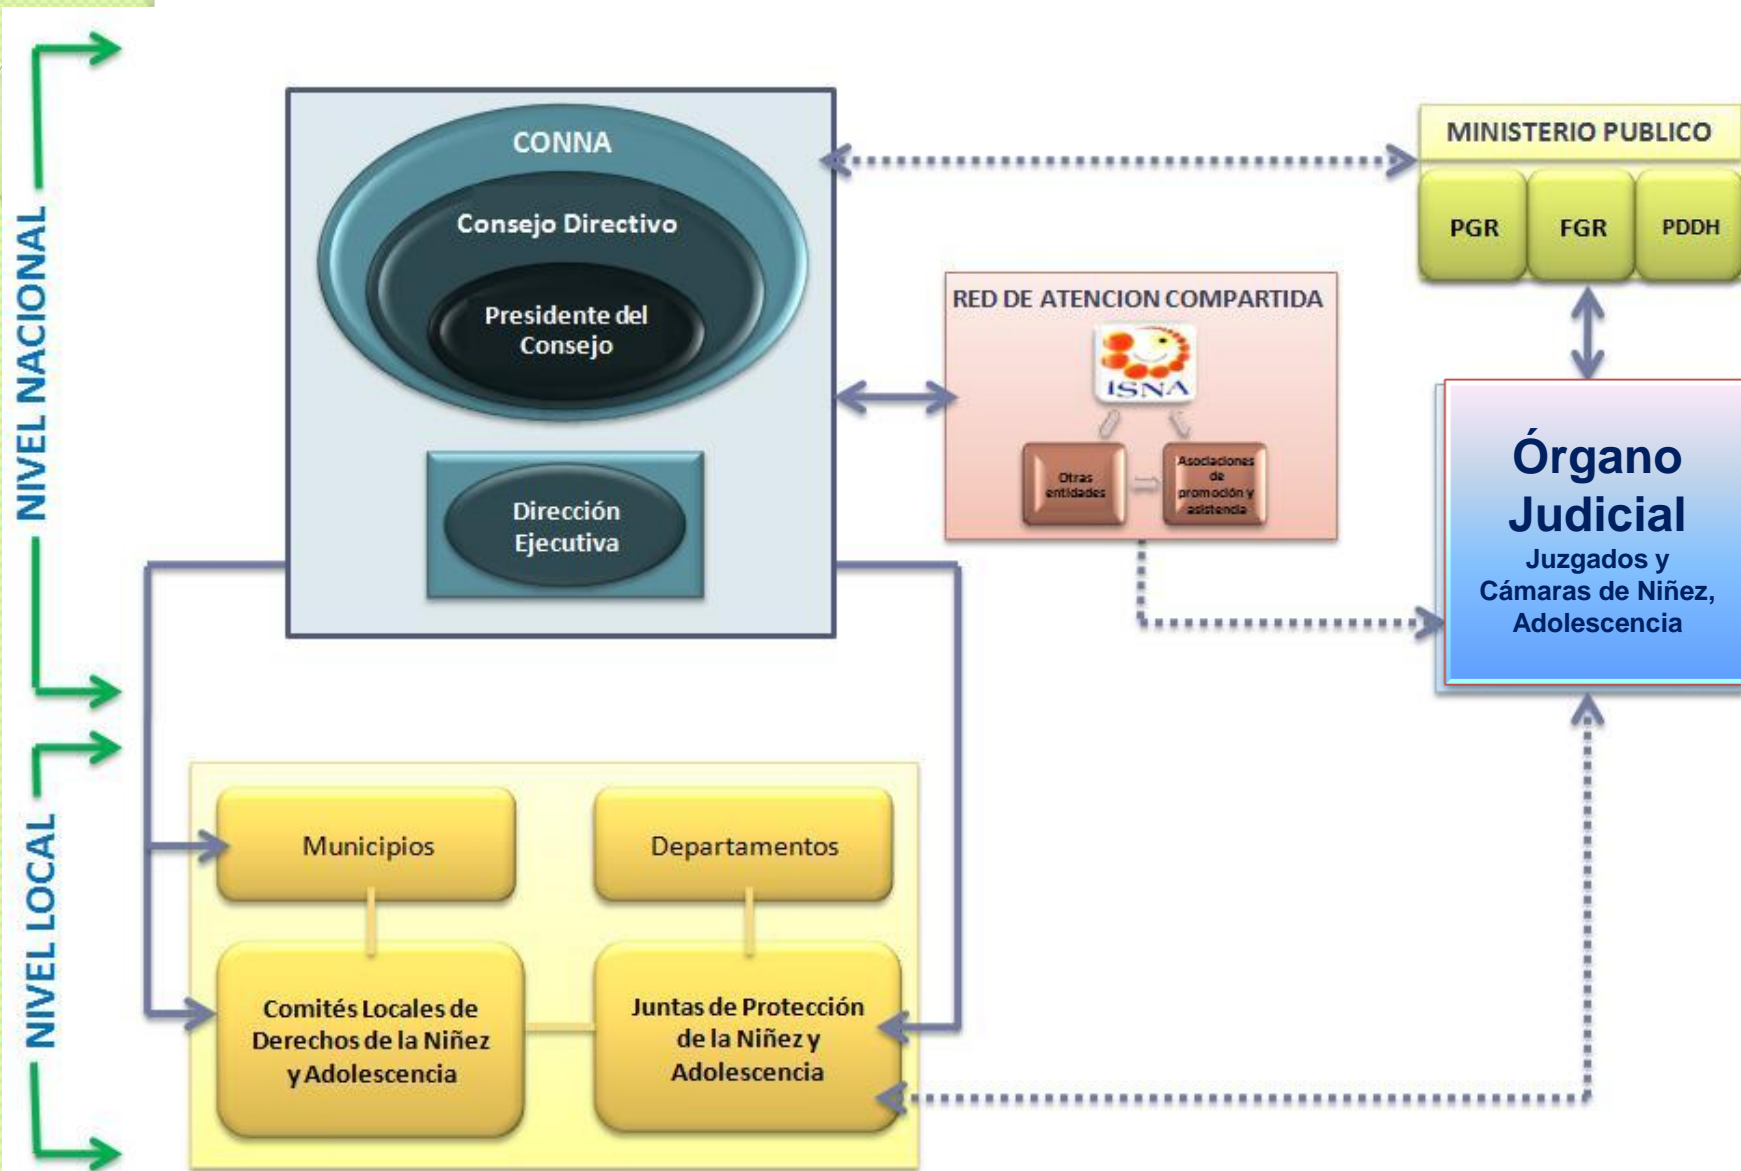 NIVEL NACIONAL
CONNA
Consejo Directivo
Presidente del
Consejo
Dirección
Ejecutiva
MINISTERIO PUBLICO
PGR
FGR
PDDH
RED DE ATENCION COMPARTIDA
ISNA
Otras
entidades
Asociaciones
de
promoción y
asistencia
Órgano
Judicial
Juzgados y
Cámaras de Niñez,
Adolescencia
NIVEL LOCAL
Municipios
Departamentos
Comités Locales de
Derechos de la Niñez
y Adolescencia
Juntas de Protección
de la Niñez y
Adolescencia